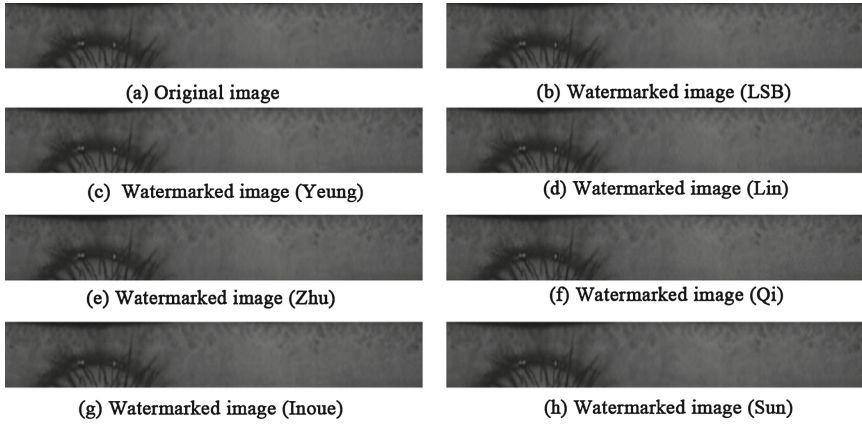 (a) Original image
(b) Watermarked image (LSB)
(c) Watermarked image (Yeung)
(d) Watermarked image (Lin)
(e) Watermarked image (Zhu)
(f) Watermarked image (Qi)
(g) Watermarked image (Inoue)
(h) Watermarked image (Sun)